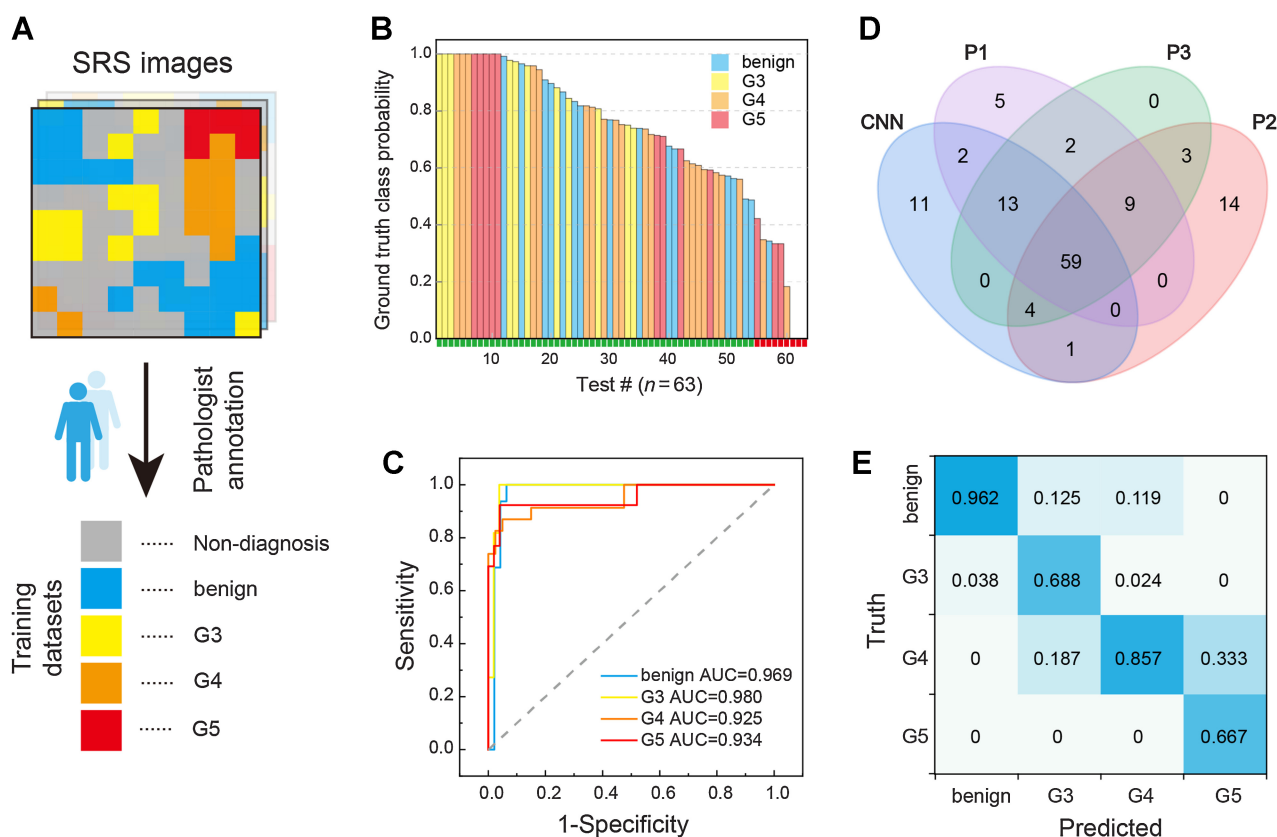 A
SRS images
Pathologist
annotation
Training
datasets
Non-diagnosis
benign
G3
G4
G5
B
Ground truth class probability
1.0
0.8
0.6
0.4
0.2
0.0
benign
G3
G4
G5
10 20 30 40 50 60
Test # (n = 63)
C
Sensitivity
1.0
0.8
0.6
0.4
0.2
0.0
benign AUC=0.969
G3 AUC=0.980
G4 AUC=0.925
G5 AUC=0.934
0.0 0.2 0.4 0.6 0.8 1.0
1-Specificity
D
P1 P3
CNN P2
5 0
2 2 3
11 13 9 14
59
0 0
4 0
1
E
Truth
benign 0.962 0.125 0.119 0
G3 0.038 0.688 0.024 0
G4 0 0.187 0.857 0.333
G5 0 0 0 0.667
benign G3 G4 G5
Predicted